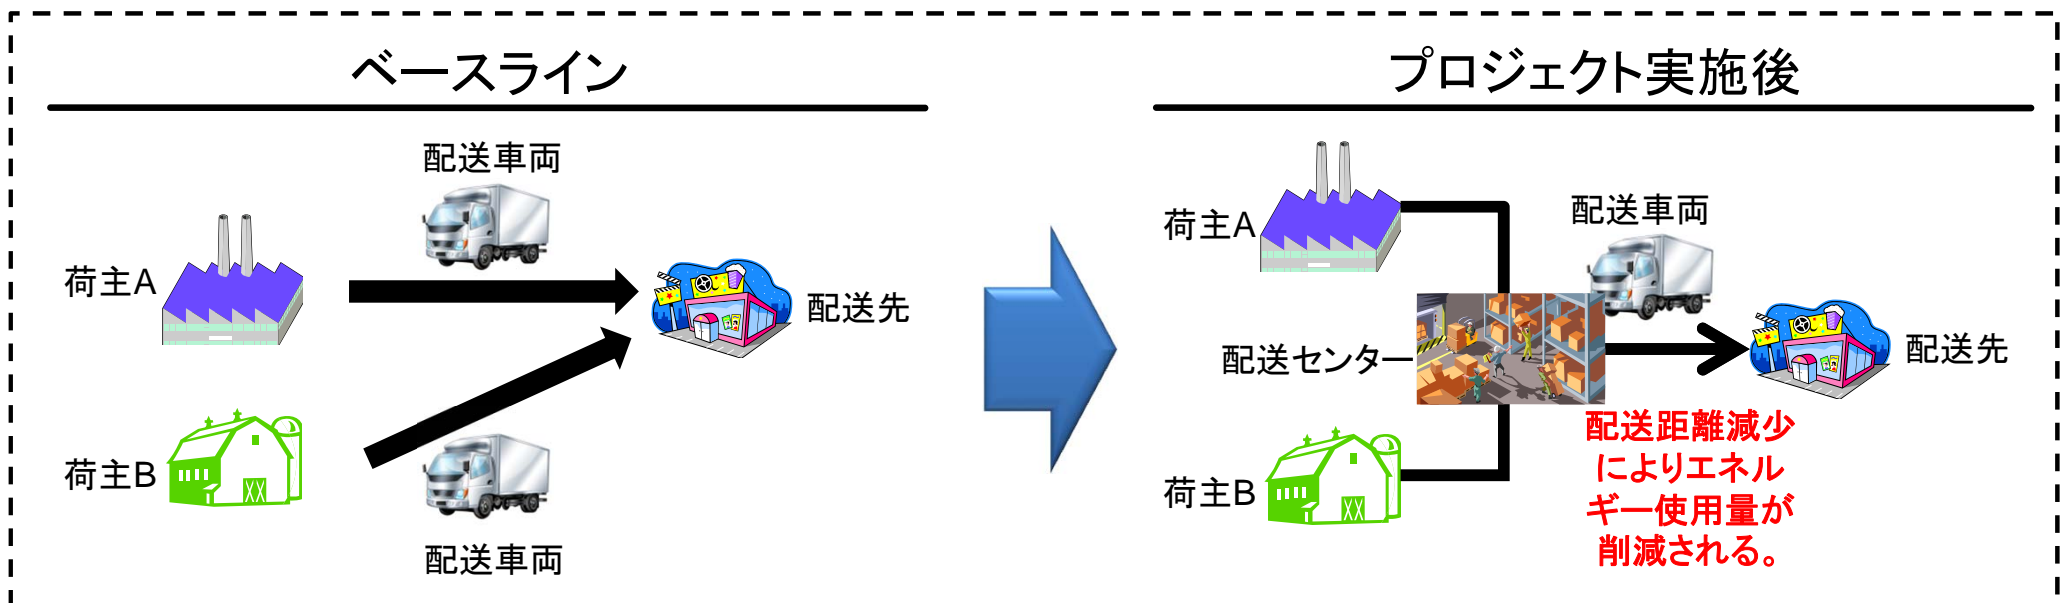 ベースライン
配送車両
荷主A
配送先
荷主B
配送車両
プロジェクト実施後
荷主A
配送車両
配送センター
配送先
荷主B
配送距離減少
によりエネル
ギー使用量が
削減される。